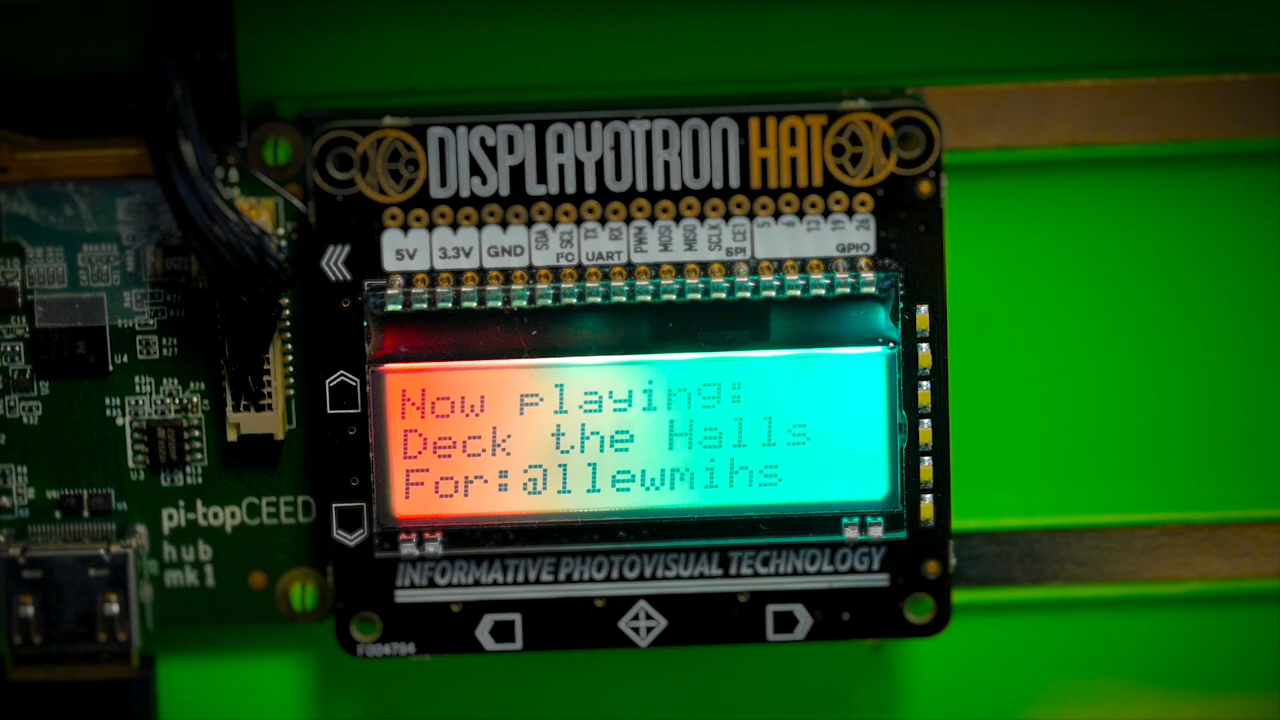 DISPLAYOTRON HAT
5V 3.3V GND SDA SCL TX RX PWM MOSI MISO SCLK CE1 5 6 13 19 26
I²C UART SPI GPIO
Now playing:
Deck the Halls
For:@llewmihs
INFORMATIVE PHOTOVISUAL TECHNOLOGY
pi-topCEED
hub
mk1
U4